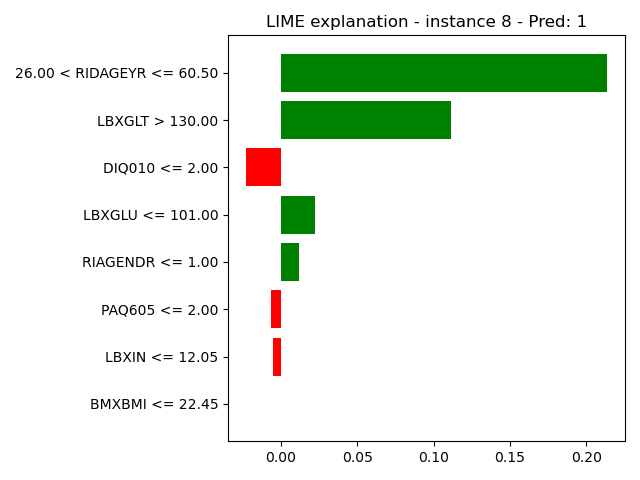 LIME explanation - instance 8 - Pred: 1
26.00 < RIDAGEYR <= 60.50
LBXGLT > 130.00
DIQ010 <= 2.00
LBXGLU <= 101.00
RIAGENDR <= 1.00
PAQ605 <= 2.00
LBXIN <= 12.05
BMXBMI <= 22.45
0.00 0.05 0.10 0.15 0.20